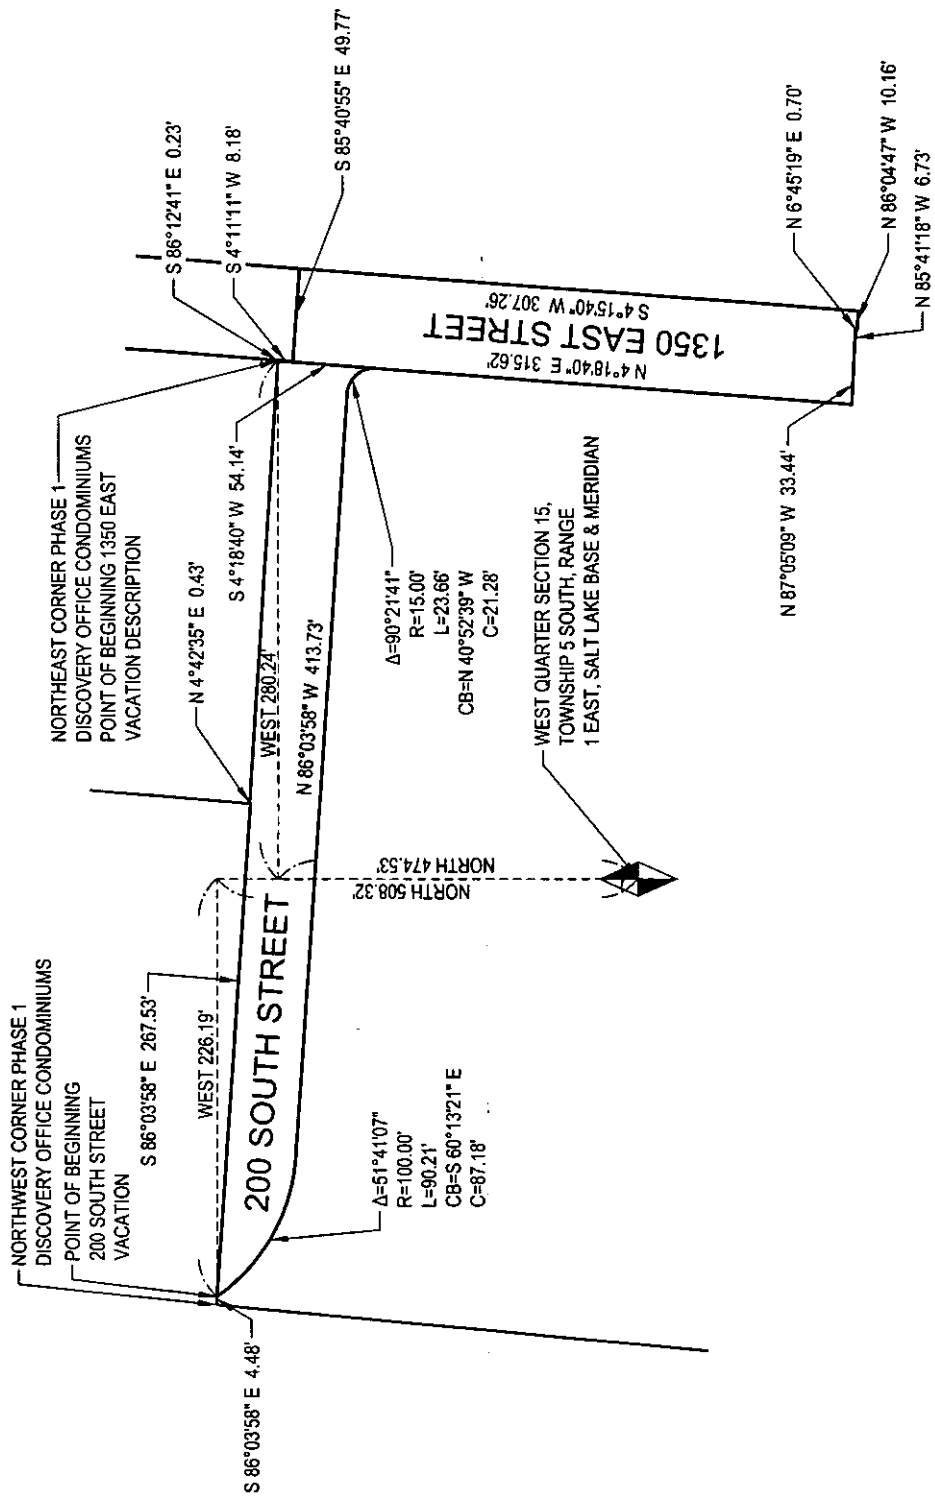 NORTHWEST CORNER PHASE 1
DISCOVERY OFFICE CONDOMINIUMS
POINT OF BEGINNING
200 SOUTH STREET
VACATION
S 86°03'58" E 4.48'
S 86°03'58" E 267.53'
WEST 226.19'
200 SOUTH STREET
Δ=51°41'07"
R=100.00'
L=90.21'
CB=S 60°13'21" E
C=87.18'
NORTHEAST CORNER PHASE 1
DISCOVERY OFFICE CONDOMINIUMS
POINT OF BEGINNING 1350 EAST
VACATION DESCRIPTION
N 4°42'35" E 0.43'
S 4°18'40" W 54.14'
WEST 280.24'
N 86°03'58" W 413.73'
NORTH 474.53'
NORTH 508.32'
Δ=90°21'41"
R=15.00'
L=23.66'
CB=N 40°52'39" W
C=21.28'
WEST QUARTER SECTION 15,
TOWNSHIP 5 SOUTH, RANGE
1 EAST, SALT LAKE BASE & MERIDIAN
S 86°12'41" E 0.23'
S 4°11'11" W 8.18'
S 85°40'55" E 49.77'
S 4°15'40" W 307.26'
1350 EAST STREET
N 4°18'40" E 315.62'
N 87°05'09" W 33.44'
N 6°45'19" E 0.70'
N 86°04'47" W 10.16'
N 85°41'18" W 6.73'